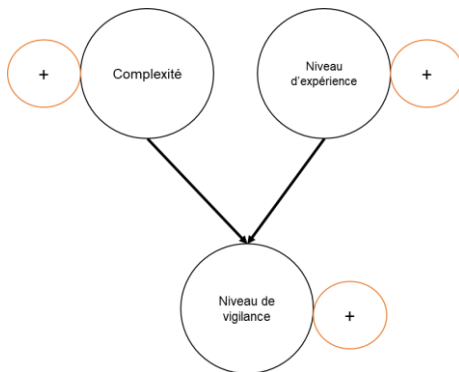 +
Complexité
Niveau
d'expérience
+
Niveau de
vigilance
+